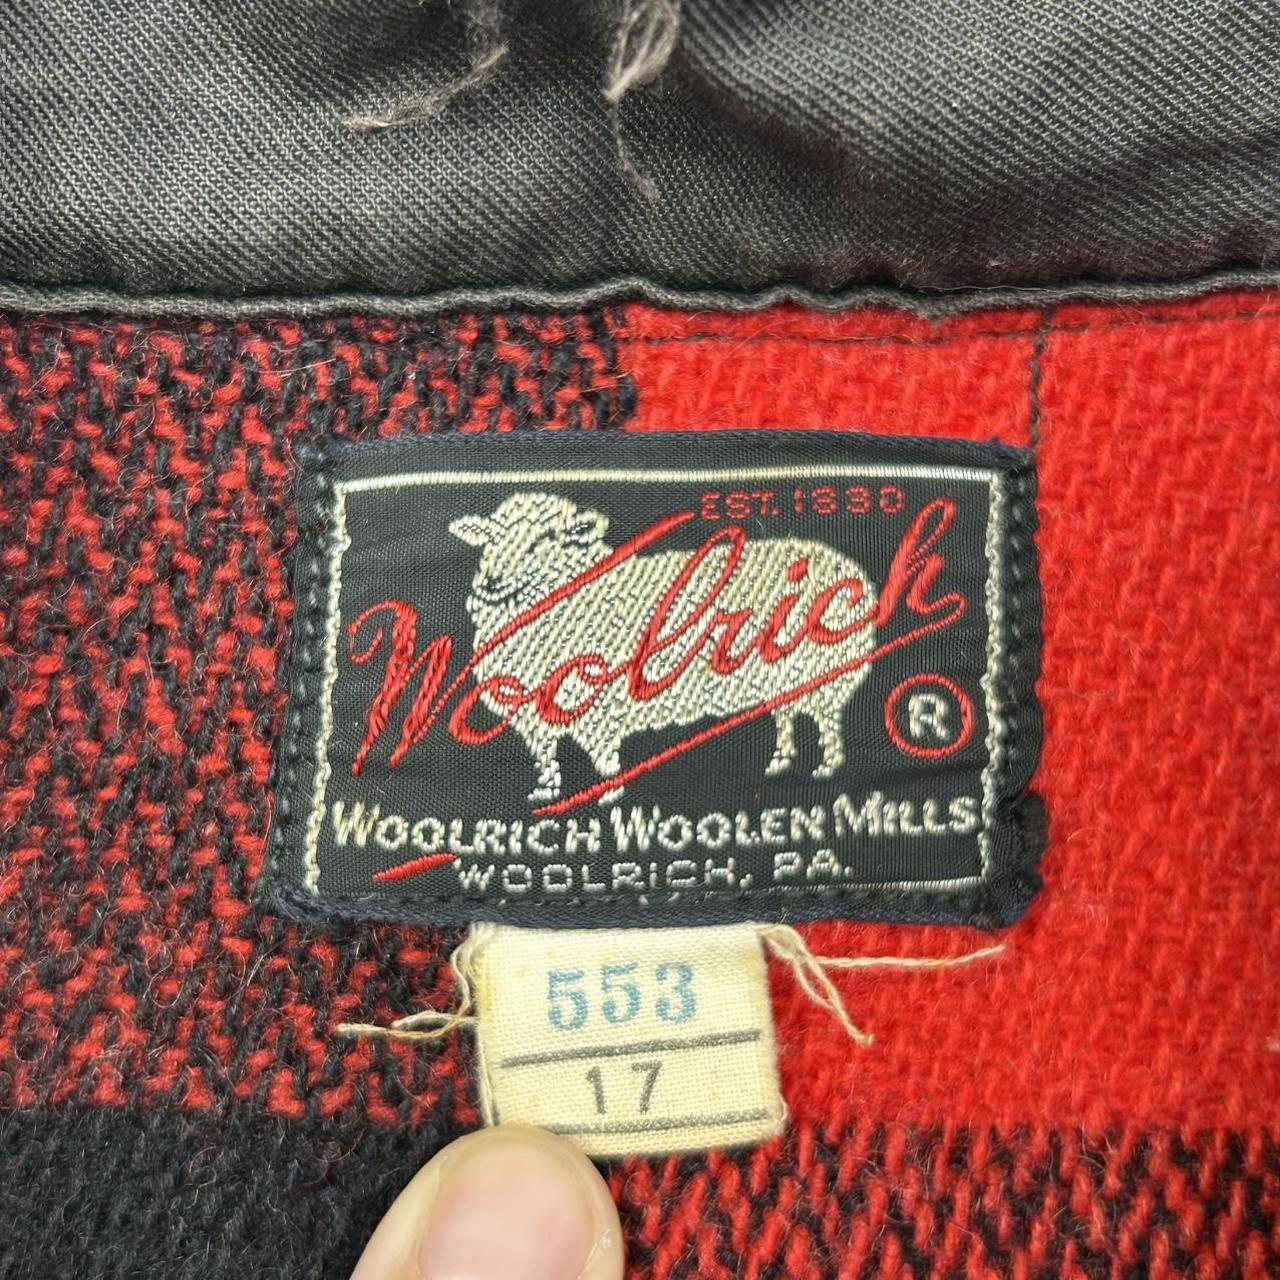 EST. 1830
Woolrich
R
WOOLRICH WOOLEN MILLS
WOOLRICH, PA.
553
17